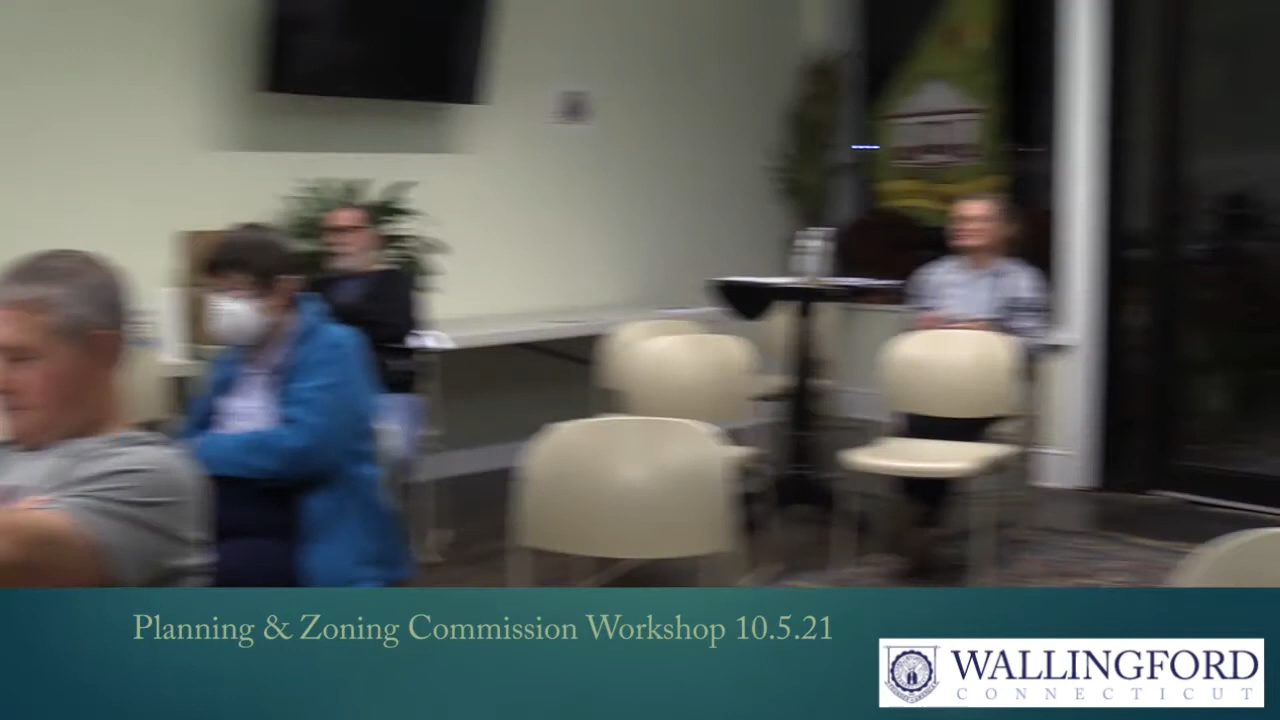 Planning & Zoning Commission Workshop 10.5.21
WALLINGFORD
CONNECTICUT